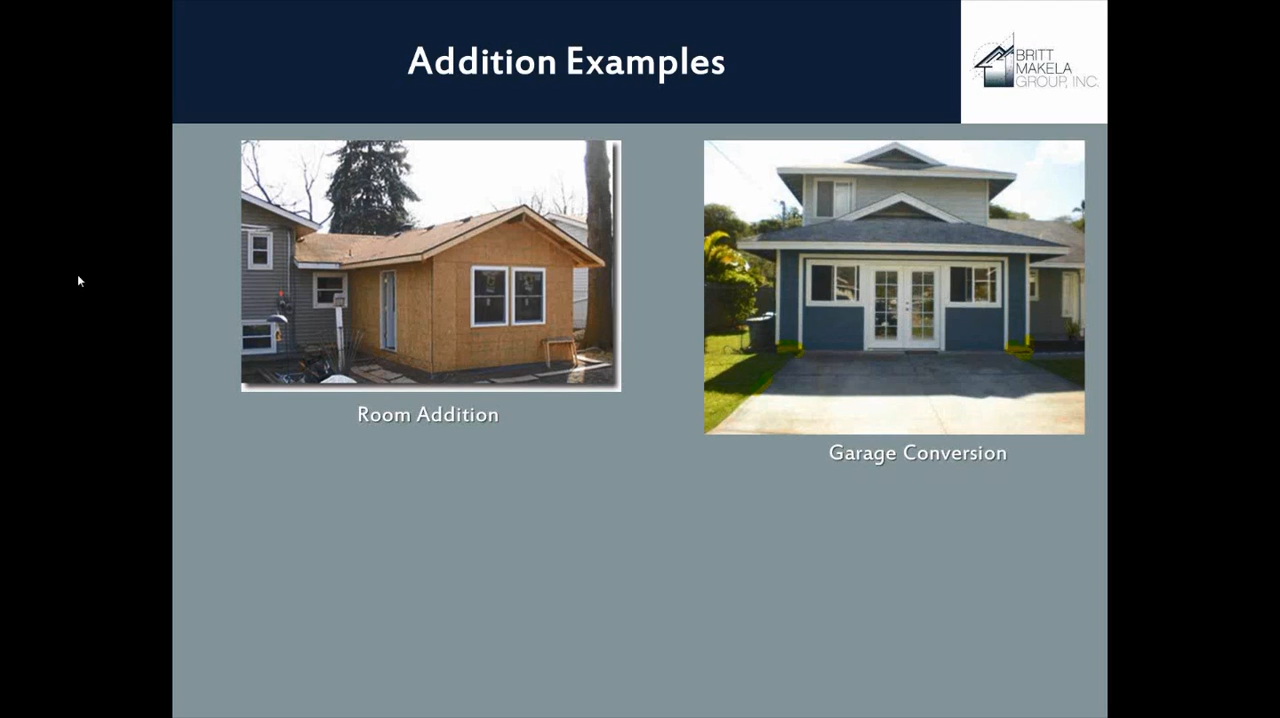 Addition Examples
BRITT
MAKELA
GROUP, INC.
Room Addition
Garage Conversion